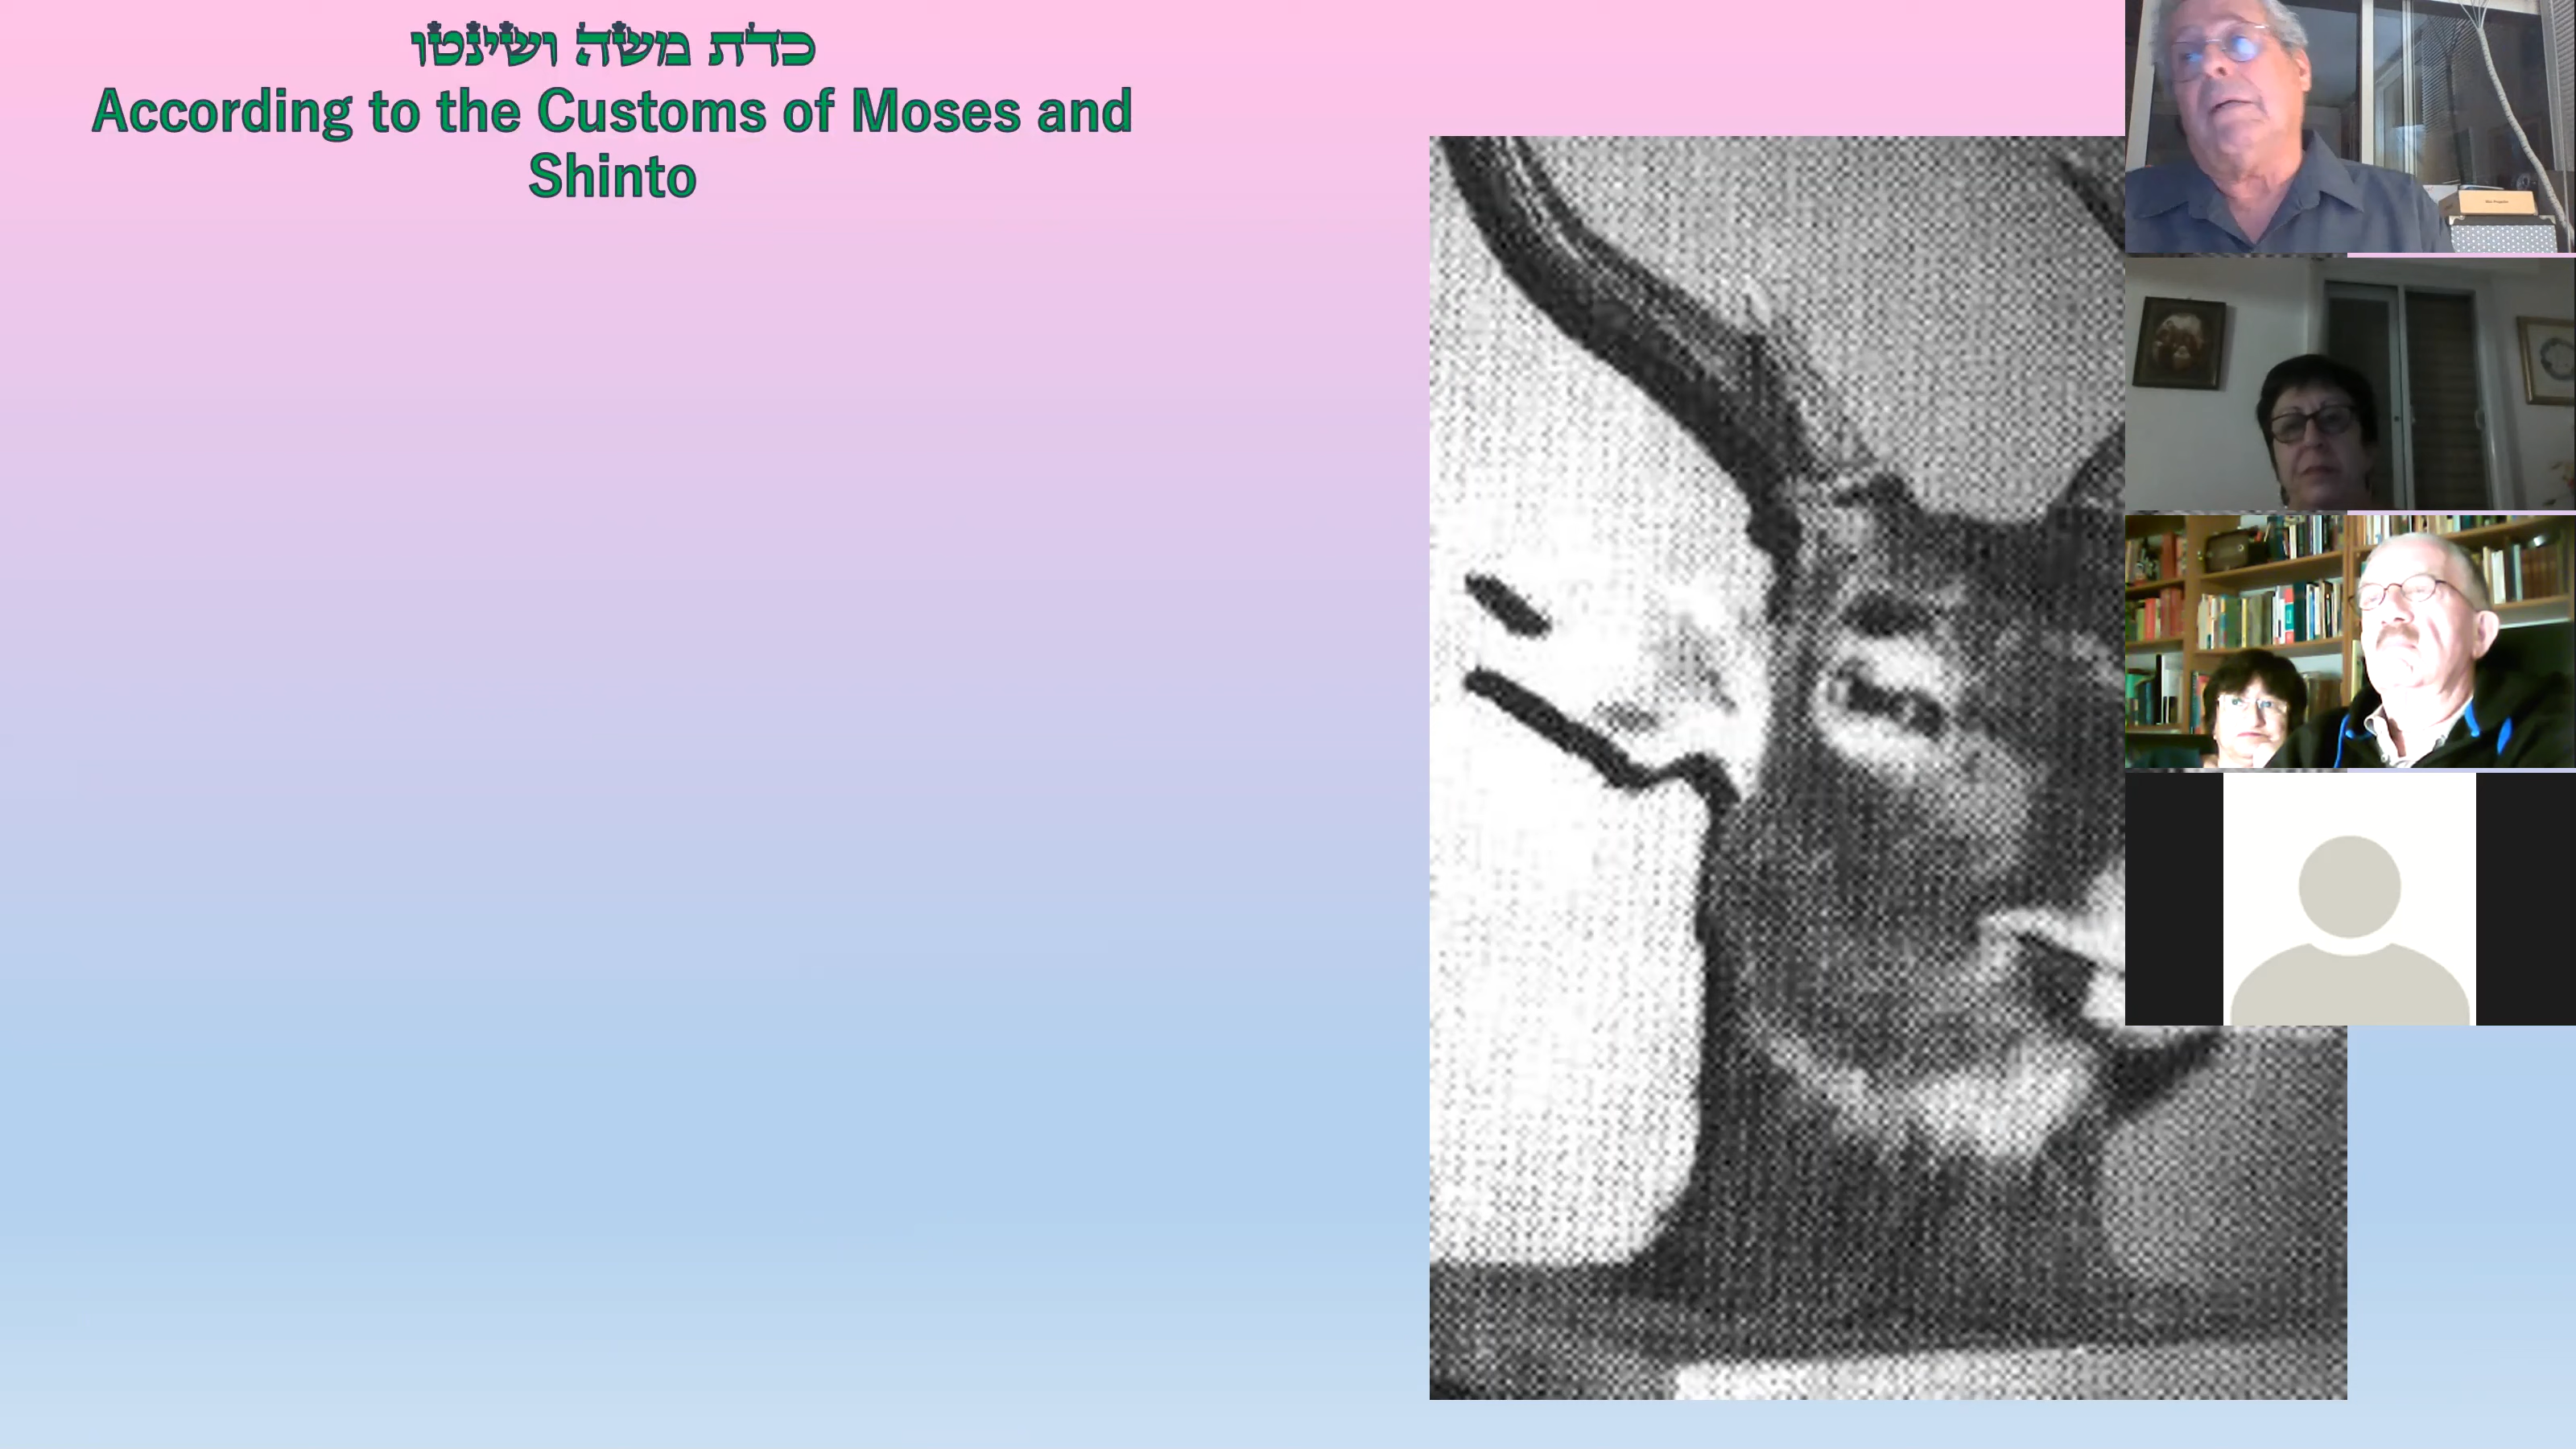 כדת משה ושינטו
According to the Customs of Moses and
Shinto